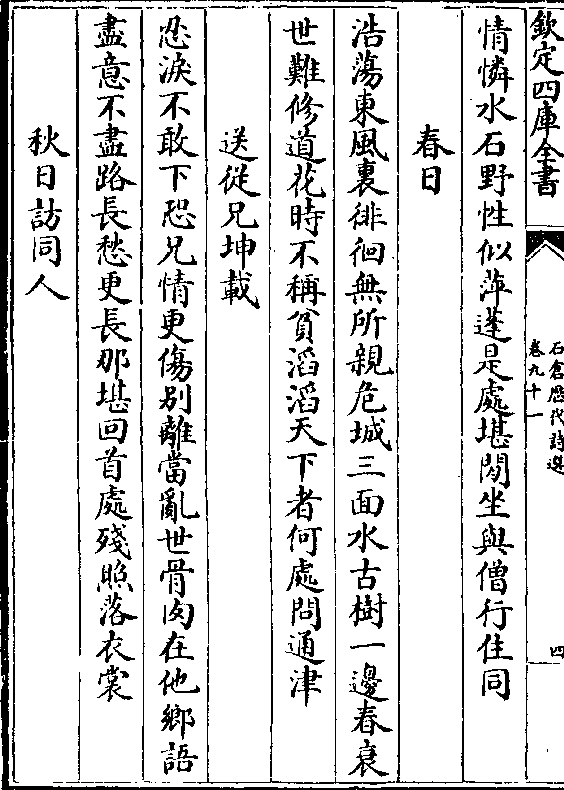 欽定四庫全書
石倉歴代詩選
卷九十一
四
情憐水石野性似萍蓬是處堪閒坐與僧行住同
春日
浩蕩東風裏徘徊無所親危城三面水古樹一邊春衰
世難修道花時不稱貧滔滔天下者何處問通津
送從兄坤載
忍淚不敢下恐兄情更傷别離當亂世骨肉在他鄉語
盡意不盡路長愁更長那堪回首處殘照落衣裳
秋日訪同人